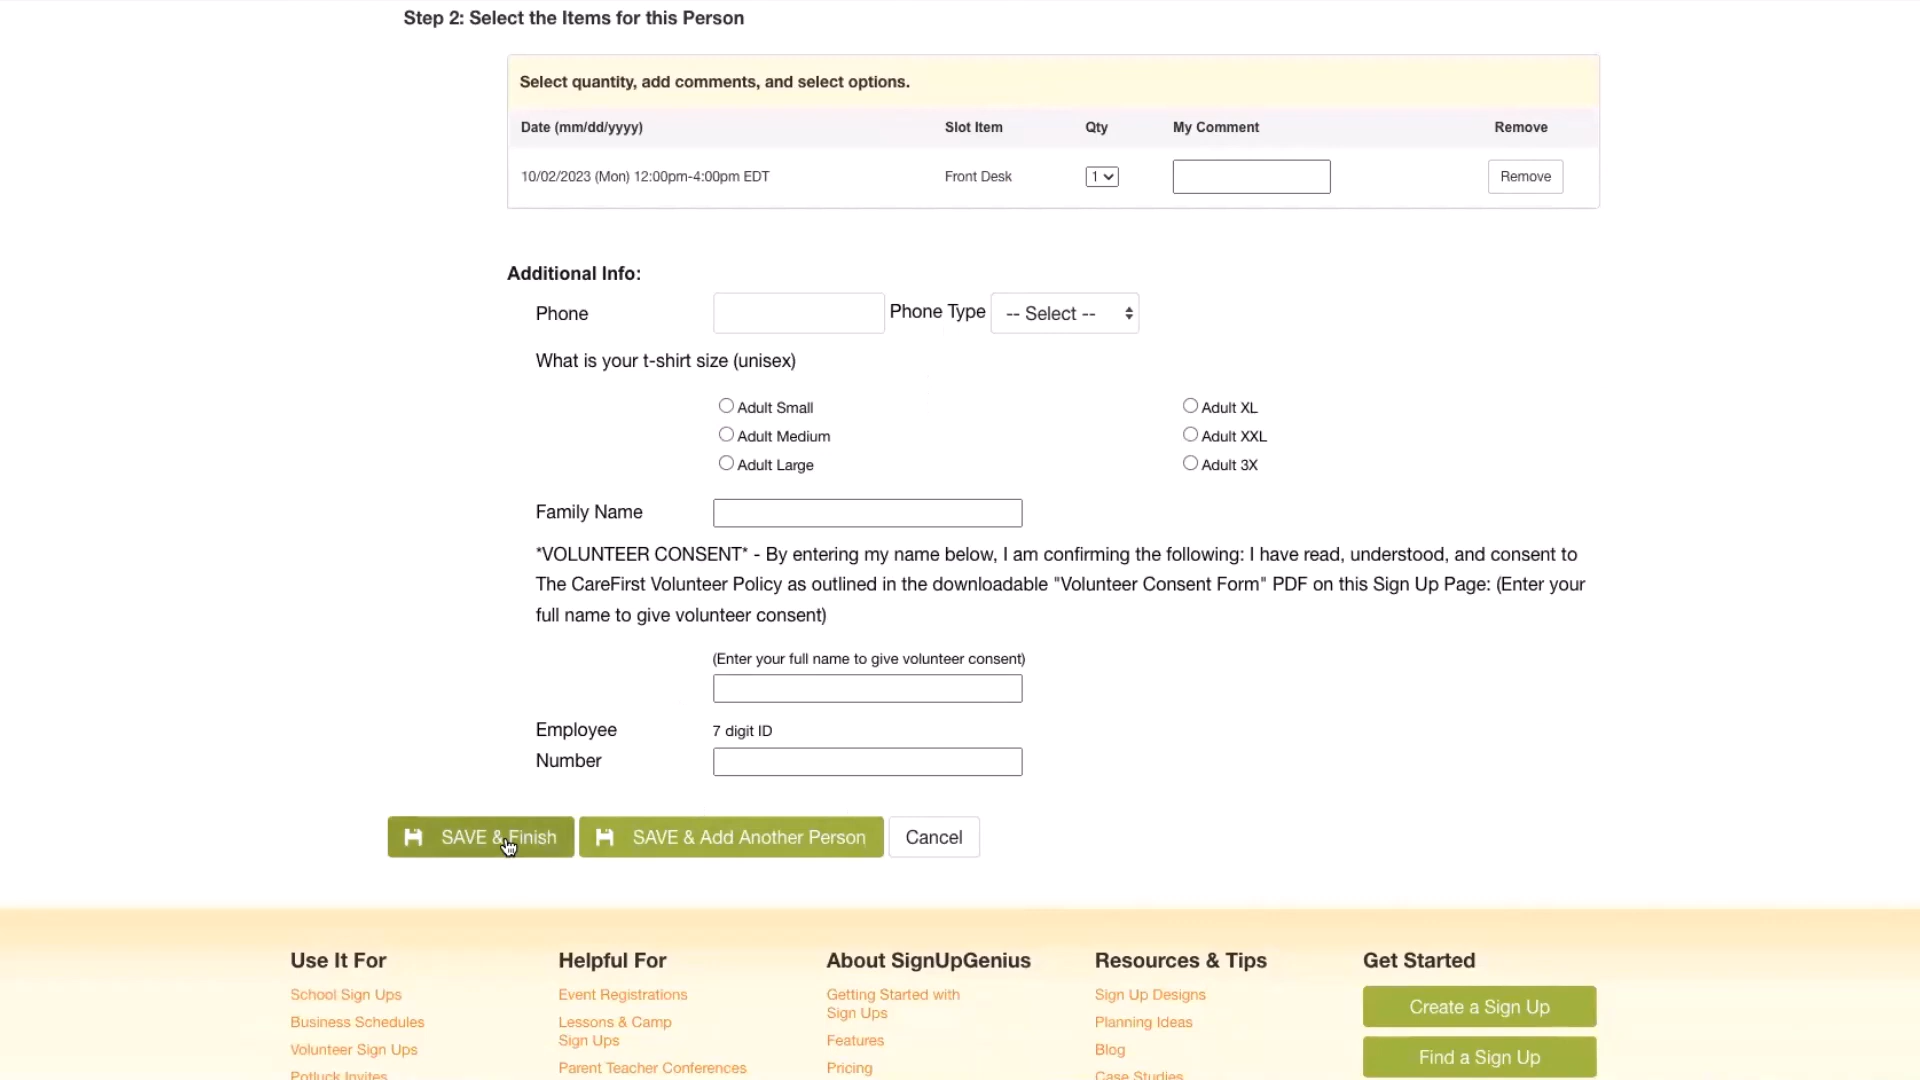 Step 2: Select the Items for this Person
Select quantity, add comments, and select options.
Date (mm/dd/yyyy) Slot Item Qty My Comment Remove
10/02/2023 (Mon) 12:00pm-4:00pm EDT Front Desk 1 Remove
Additional Info:
Phone Phone Type -- Select --
What is your t-shirt size (unisex)
Adult Small Adult XL
Adult Medium Adult XXL
Adult Large Adult 3X
Family Name
*VOLUNTEER CONSENT* - By entering my name below, I am confirming the following: I have read, understood, and consent to
The CareFirst Volunteer Policy as outlined in the downloadable "Volunteer Consent Form" PDF on this Sign Up Page: (Enter your
full name to give volunteer consent)
(Enter your full name to give volunteer consent)
Employee 7 digit ID
Number
SAVE & Finish SAVE & Add Another Person Cancel
Use It For Helpful For About SignUpGenius Resources & Tips Get Started
School Sign Ups
Business Schedules
Volunteer Sign Ups
Potluck Invites
Event Registrations
Lessons & Camp
Sign Ups
Parent Teacher Conferences
Getting Started with
Sign Ups
Features
Pricing
Sign Up Designs
Planning Ideas
Blog
Case Studies
Create a Sign Up
Find a Sign Up